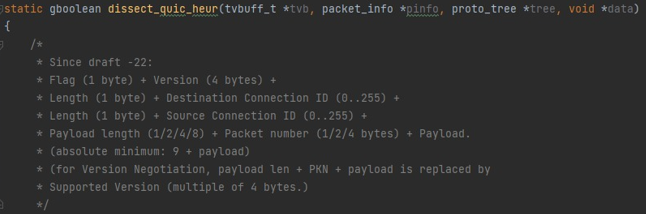 static gboolean dissect_quic_heur(tvbuff_t *tvb, packet_info *pinfo, proto_tree *tree, void *data)
{
/*
* Since draft -22:
* Flag (1 byte) + Version (4 bytes) +
* Length (1 byte) + Destination Connection ID (0..255) +
* Length (1 byte) + Source Connection ID (0..255) +
* Payload length (1/2/4/8) + Packet number (1/2/4 bytes) + Payload.
* (absolute minimum: 9 + payload)
* (for Version Negotiation, payload len + PKN + payload is replaced by
* Supported Version (multiple of 4 bytes.)
*/